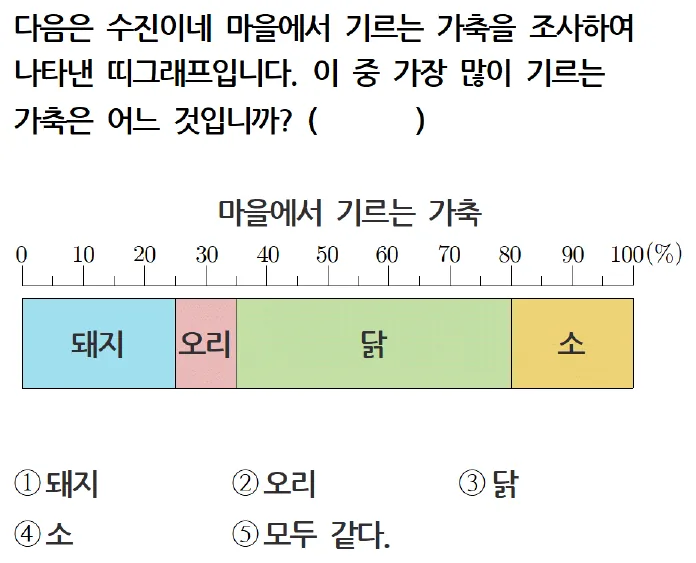 다음은 수진이네 마을에서 기르는 가축을 조사하여
나타낸 띠그래프입니다. 이 중 가장 많이 기르는
가축은 어느 것입니까? (          )
마을에서 기르는 가축
0 10 20 30 40 50 60 70 80 90 100(%)
돼지 오리 닭 소
① 돼지 ② 오리 ③ 닭
④ 소 ⑤ 모두 같다.